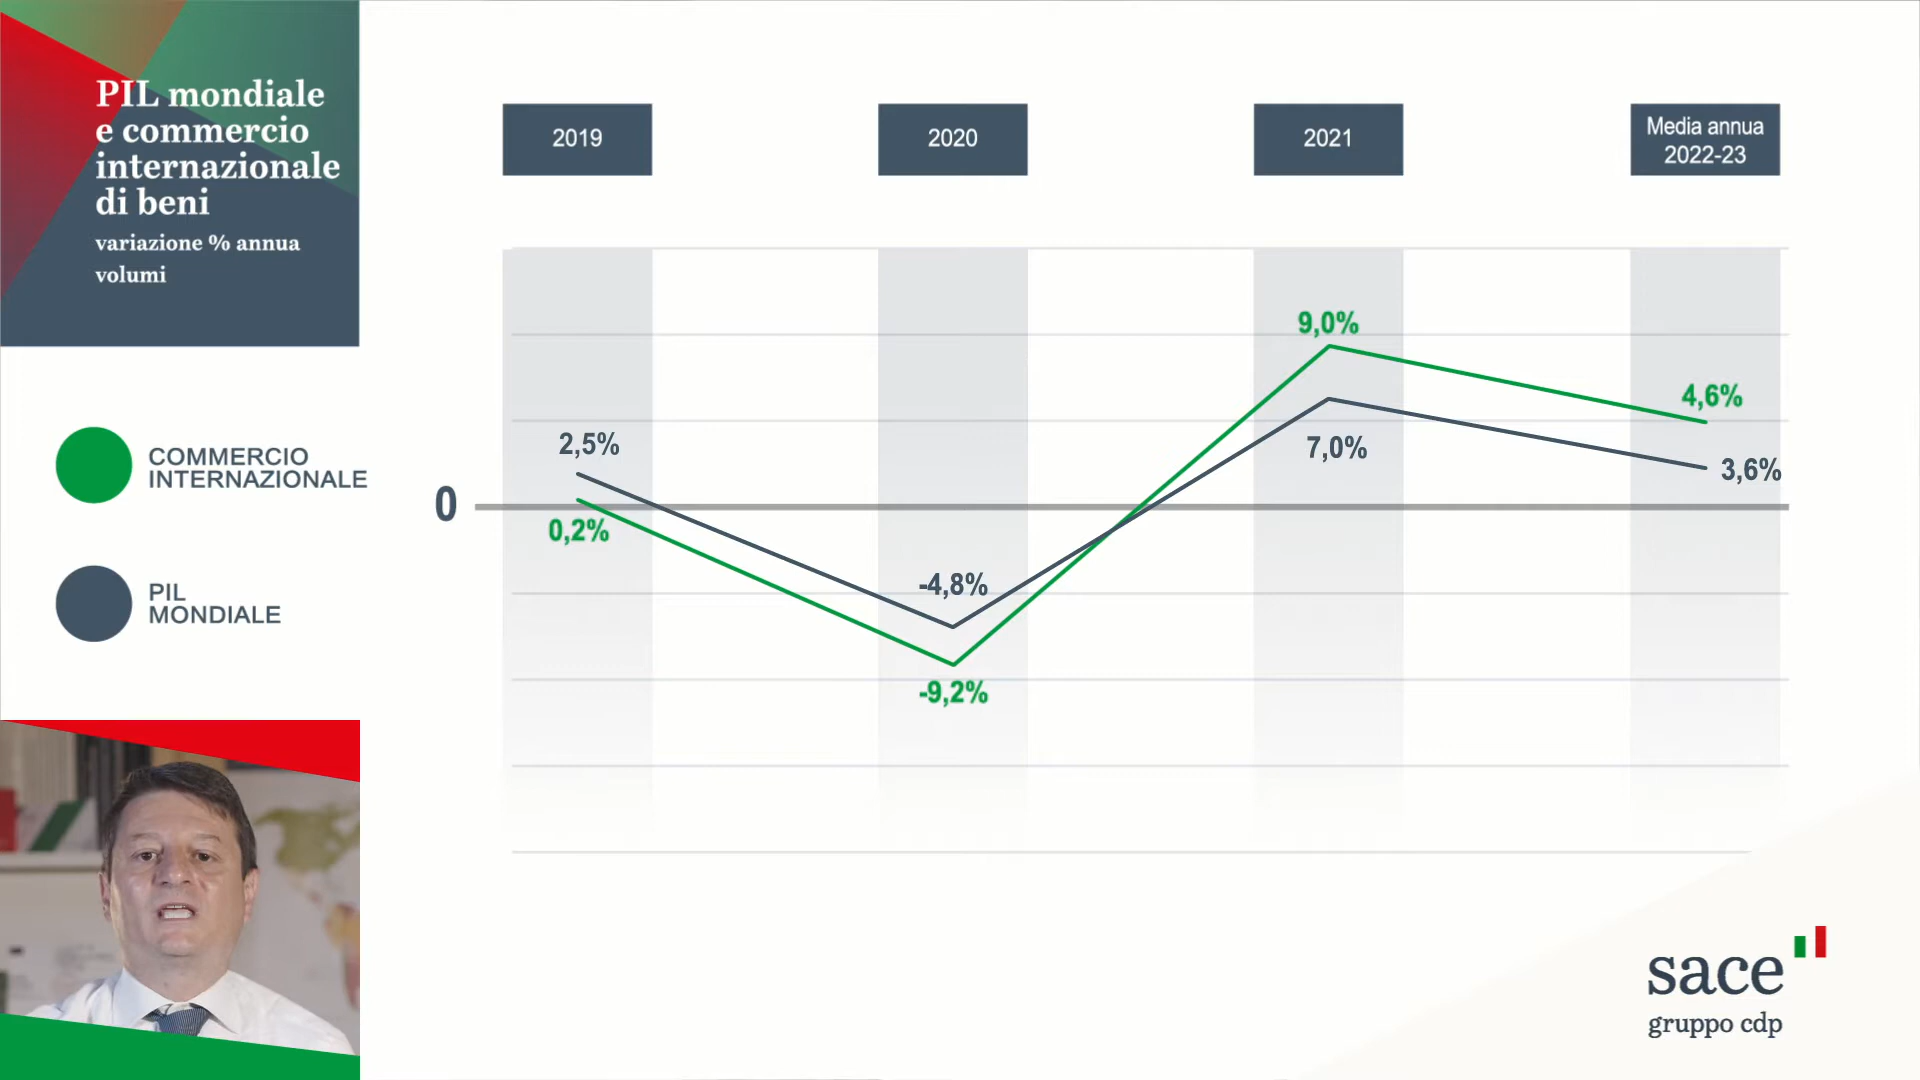 PIL mondiale
e commercio
internazionale
di beni
variazione % annua
volumi
COMMERCIO
INTERNAZIONALE
PIL
MONDIALE
2019
2020
2021
Media annua
2022-23
9,0%
4,6%
2,5%
7,0%
3,6%
0
0,2%
-4,8%
-9,2%
sace
gruppo cdp